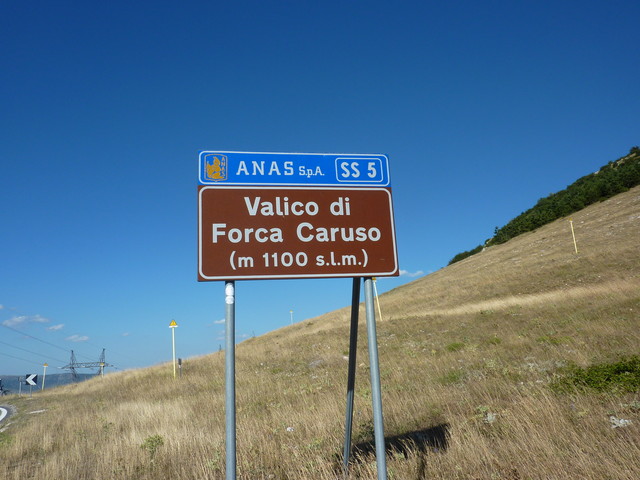 ANAS S.p.A. SS 5
Valico di
Forca Caruso
(m 1100 s.l.m.)